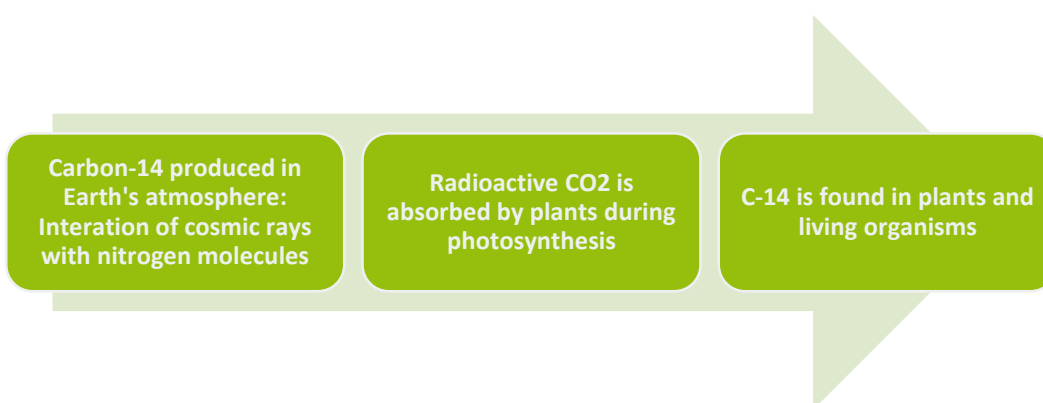 Carbon-14 produced in
Earth's atmosphere:
Interation of cosmic rays
with nitrogen molecules
Radioactive CO2 is
absorbed by plants during
photosynthesis
C-14 is found in plants and
living organisms